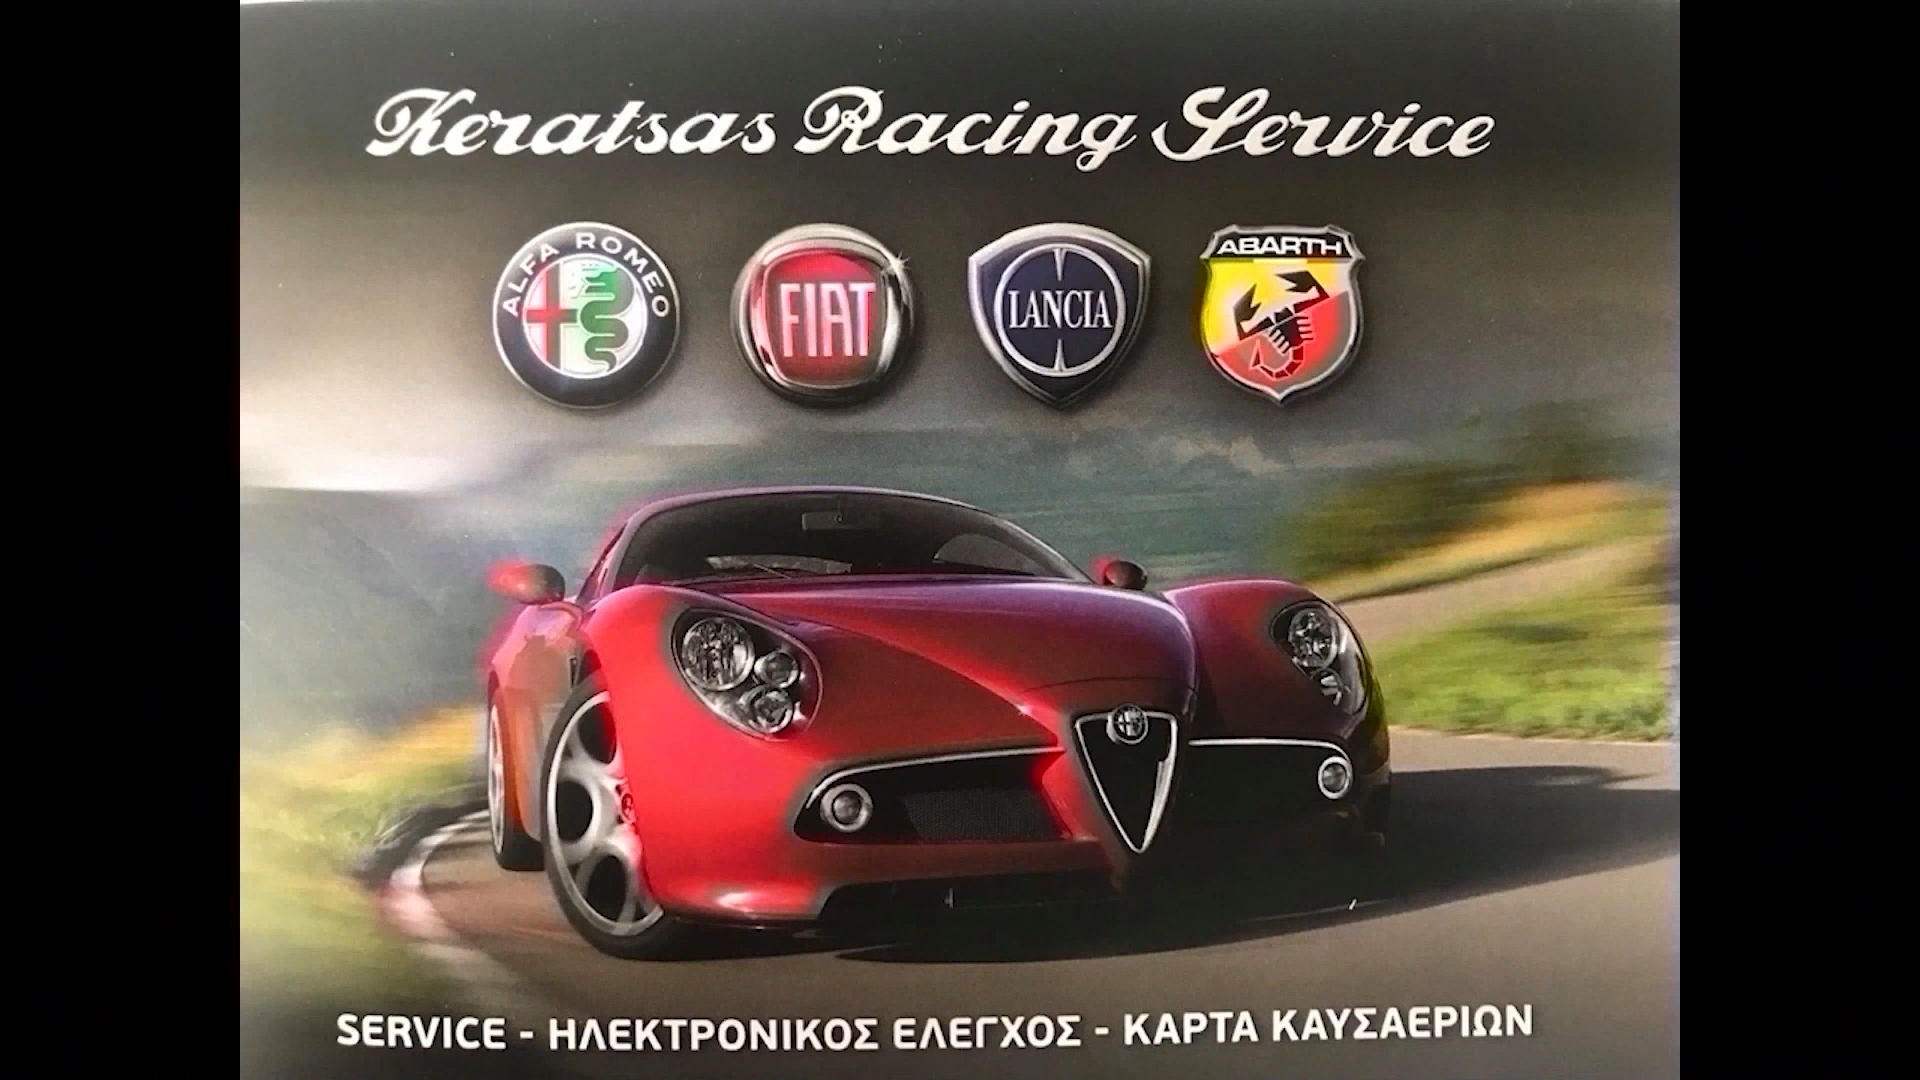 Keratsas Racing Service
ALFA ROMEO
FIAT
LANCIA
ABARTH
SERVICE - ΗΛΕΚΤΡΟΝΙΚΟΣ ΕΛΕΓΧΟΣ - ΚΑΡΤΑ ΚΑΥΣΑΕΡΙΩΝ